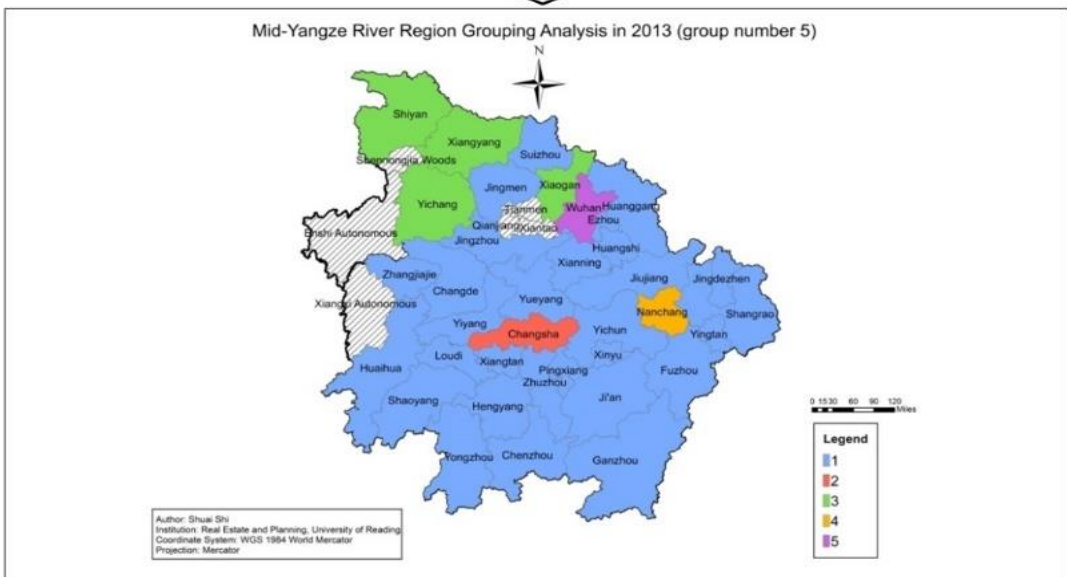 Mid-Yangze River Region Grouping Analysis in 2013 (group number 5)
N
Shiyan
Xiangyang
Suizhou
Shennongjia Woods
Jingmen
Xiaogan
Yichang
Tianmen
Wuhan
Huanggang
Ezhou
Qianjiang
Xiantao
Enshi Autonomous
Jingzhou
Huangshi
Xianning
Zhangjiajie
Jiujiang
Jingdezhen
Changde
Xiangxi Autonomous
Yueyang
Nanchang
Shangrao
Yiyang
Changsha
Yichun
Yingtan
Loudi
Xiangtan
Xinyu
Huaihua
Pingxiang
Fuzhou
Zhuzhou
Shaoyang
Hengyang
Ji'an
Yongzhou
Chenzhou
Ganzhou
0 15 30 60 90 120
Miles
Legend
1
2
3
4
5
Author: Shuai Shi
Institution: Real Estate and Planning, University of Reading
Coordinate System: WGS 1984 World Mercator
Projection: Mercator